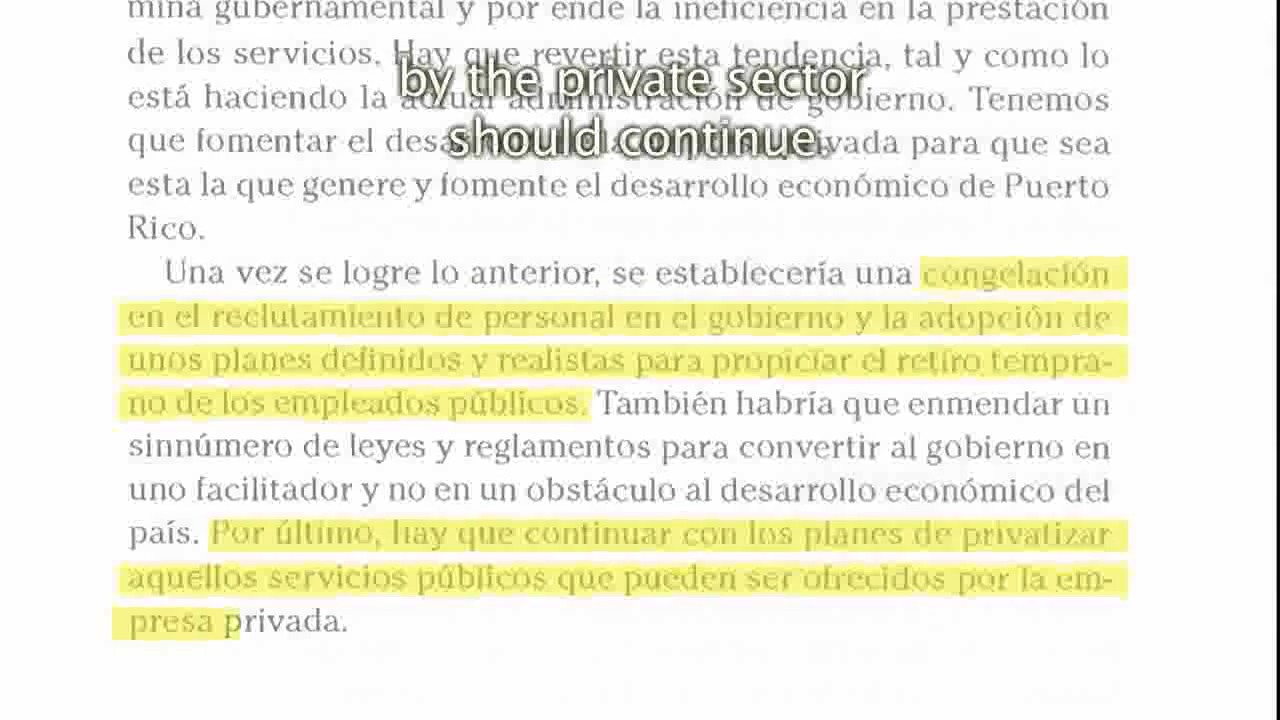 mina gubernamental y por ende la ineficiencia en la prestación
de los servicios. Hay que revertir esta tendencia, tal y como lo
by the private sector
está haciendo la actual administración de gobierno. Tenemos
should continue.
que fomentar el privada para que sea
esta la que genere y fomente el desarrollo económico de Puerto
Rico.
Una vez se logre lo anterior, se establecería una congelación
en el reclutamiento de personal en el gobierno y la adopción de
unos planes definidos y realistas para propiciar el retiro tempra-
no de los empleados públicos. También habría que enmendar un
sinnúmero de leyes y reglamentos para convertir al gobierno en
uno facilitador y no en un obstáculo al desarrollo económico del
país. Por último, hay que continuar con los planes de privatizar
aquellos servicios públicos que pueden ser ofrecidos por la em-
presa privada.